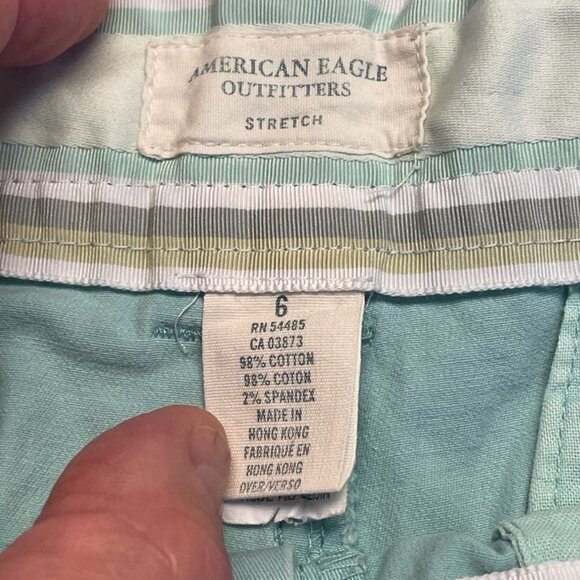 AMERICAN EAGLE
OUTFITTERS
STRETCH
6
RN 54485
CA 03873
98% COTTON
98% COTON
2% SPANDEX
MADE IN
HONG KONG
FABRIQUÉ EN
HONG KONG
OVER/VERSO